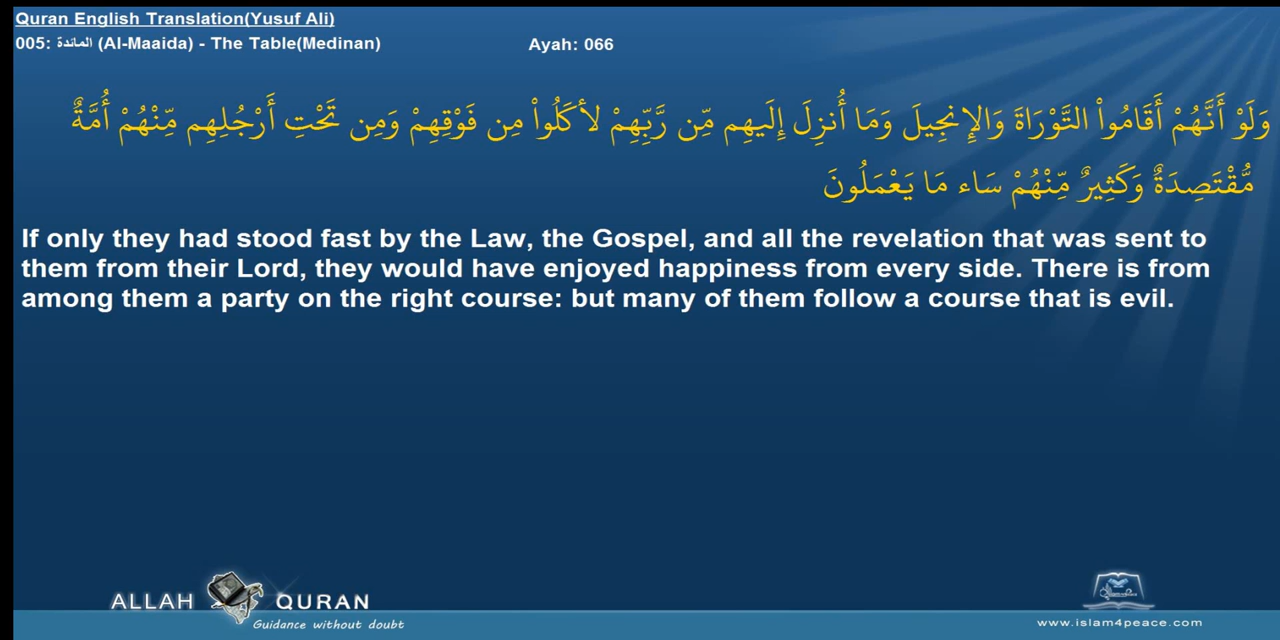 Quran English Translation(Yusuf Ali)
005: المائدة (Al-Maaida) - The Table(Medinan)
Ayah: 066
وَلَوْ أَنَّهُمْ أَقَامُواْ التَّوْرَاةَ وَالإِنجِيلَ وَمَا أُنزِلَ إِلَيهِم مِّن رَّبِّهِمْ لأكَلُواْ مِن فَوْقِهِمْ وَمِن تَحْتِ أَرْجُلِهِم مِّنْهُمْ أُمَّةٌ
مُّقْتَصِدَةٌ وَكَثِيرٌ مِّنْهُمْ سَاء مَا يَعْمَلُونَ
If only they had stood fast by the Law, the Gospel, and all the revelation that was sent to
them from their Lord, they would have enjoyed happiness from every side. There is from
among them a party on the right course: but many of them follow a course that is evil.
ALLAH QURAN
Guidance without doubt
www.islam4peace.com